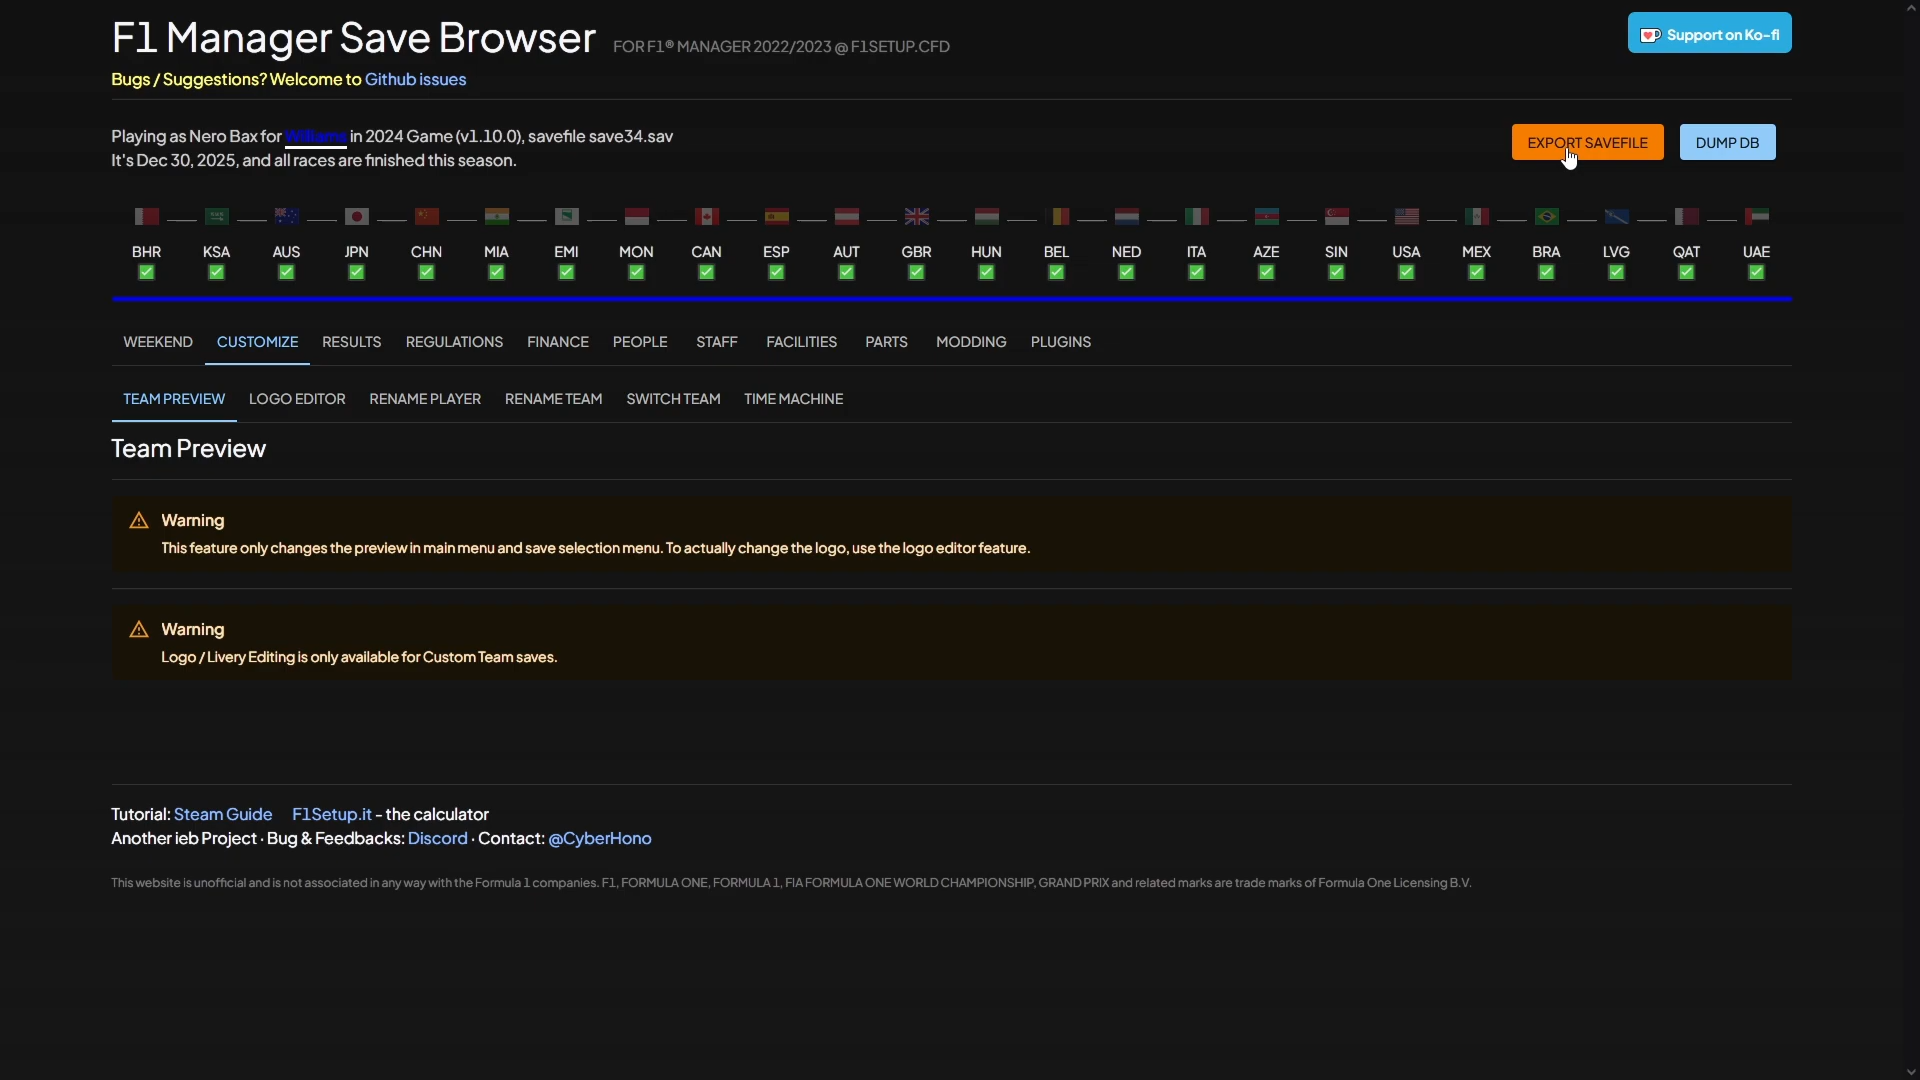 F1 Manager Save Browser FOR F1® MANAGER 2022/2023 @ F1SETUP.CFD
Support on Ko-fi
Bugs / Suggestions? Welcome to Github issues
Playing as Nero Bax for Williams in 2024 Game (v1.10.0), savefile save34.sav
It's Dec 30, 2025, and all races are finished this season.
EXPORT SAVEFILE DUMP DB
BHR KSA AUS JPN CHN MIA EMI MON CAN ESP AUT GBR HUN BEL NED ITA AZE SIN USA MEX BRA LVG QAT UAE
WEEKEND CUSTOMIZE RESULTS REGULATIONS FINANCE PEOPLE STAFF FACILITIES PARTS MODDING PLUGINS
TEAM PREVIEW LOGO EDITOR RENAME PLAYER RENAME TEAM SWITCH TEAM TIME MACHINE
Team Preview
Warning
This feature only changes the preview in main menu and save selection menu. To actually change the logo, use the logo editor feature.
Warning
Logo / Livery Editing is only available for Custom Team saves.
Tutorial: Steam Guide F1Setup.it - the calculator
Another ieb Project · Bug & Feedbacks: Discord · Contact: @CyberHono
This website is unofficial and is not associated in any way with the Formula 1 companies. F1, FORMULA ONE, FORMULA 1, FIA FORMULA ONE WORLD CHAMPIONSHIP, GRAND PRIX and related marks are trade marks of Formula One Licensing B.V.